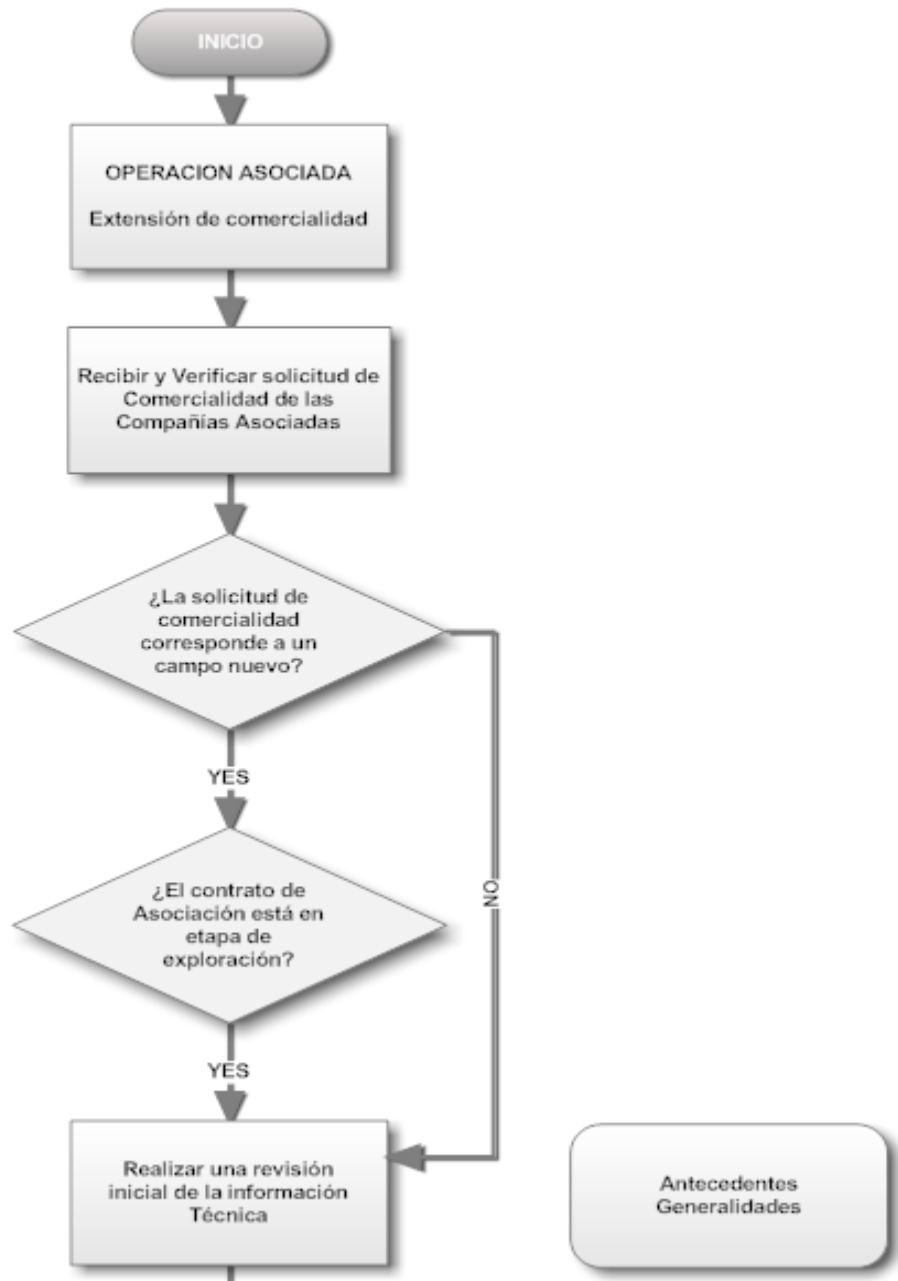 INICIO
OPERACION ASOCIADA
Extensión de comercialidad
Recibir y Verificar solicitud de
Comercialidad de las
Compañías Asociadas
¿La solicitud de
comercialidad
corresponde a un
campo nuevo?
YES
¿El contrato de
Asociación está en
etapa de
exploración?
NO
YES
Realizar una revisión
inicial de la información
Técnica
Antecedentes
Generalidades